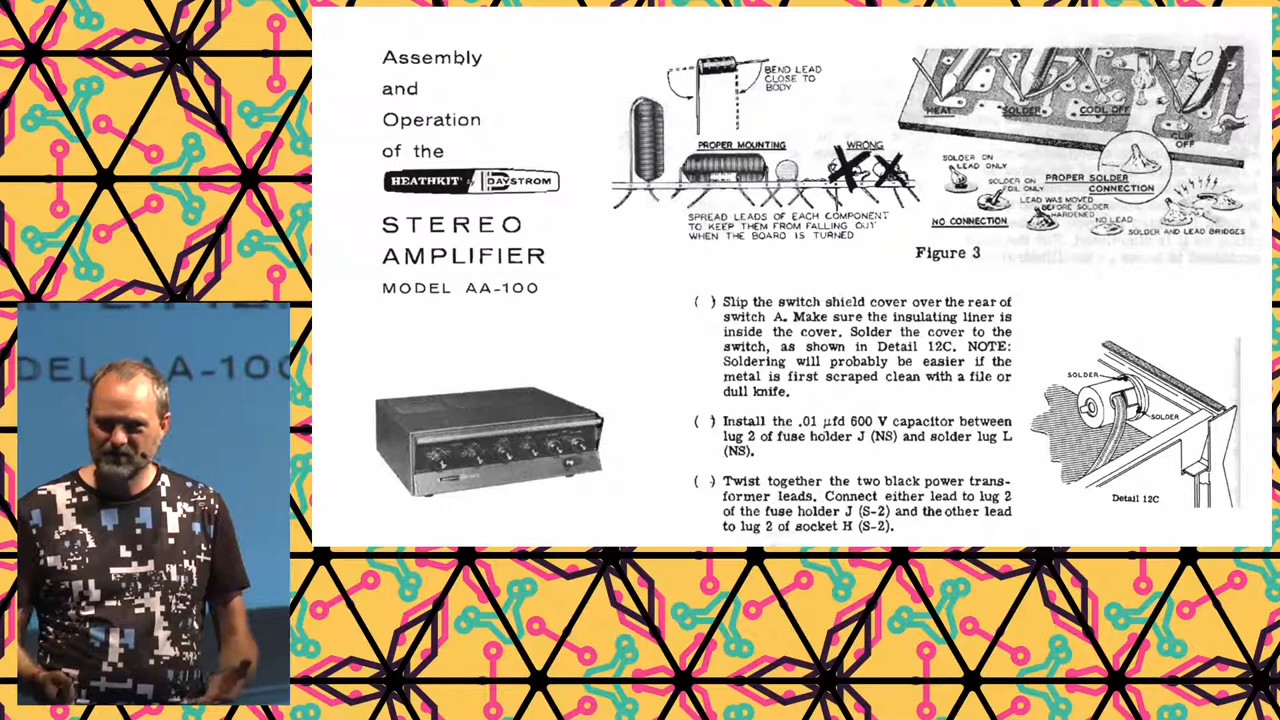 Assembly
and
Operation
of the
HEATHKIT by DAYSTROM
STEREO
AMPLIFIER
MODEL AA-100
BEND LEAD
CLOSE TO
BODY
PROPER MOUNTING
WRONG
SPREAD LEADS OF EACH COMPONENT
TO KEEP THEM FROM FALLING OUT
WHEN THE BOARD IS TURNED
HEAT
SOLDER
COOL OFF
CLIP
OFF
SOLDER ON
LEAD ONLY
SOLDER ON
FOIL ONLY
PROPER SOLDER
CONNECTION
LEAD WAS MOVED
BEFORE SOLDER
HARDENED
NO CONNECTION
NO LEAD
SOLDER AND LEAD BRIDGES
Figure 3
( ) Slip the switch shield cover over the rear of
switch A. Make sure the insulating liner is
inside the cover. Solder the cover to the
switch, as shown in Detail 12C. NOTE:
Soldering will probably be easier if the
metal is first scraped clean with a file or
dull knife.
( ) Install the .01 μfd 600 V capacitor between
lug 2 of fuse holder J (NS) and solder lug L
(NS).
( ) Twist together the two black power trans-
former leads. Connect either lead to lug 2
of the fuse holder J (S-2) and the other lead
to lug 2 of socket H (S-2).
SOLDER
SOLDER
Detail 12C
DEL AA-100